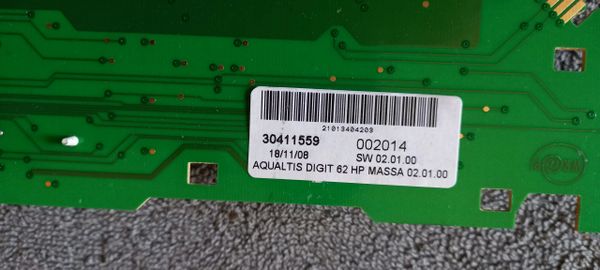 21013404203
30411559 002014
18/11/08 SW 02.01.00
AQUALTIS DIGIT 62 HP MASSA 02.01.00